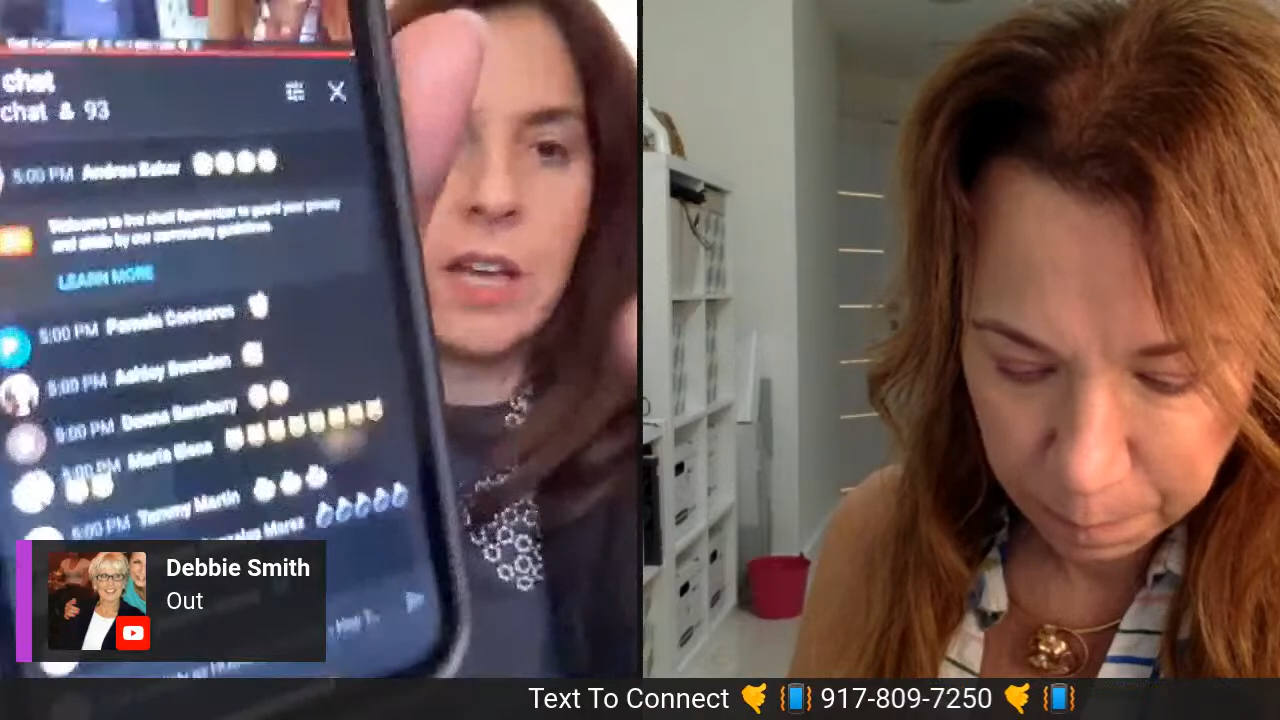 chat
chat 93
5:00 PM Andrea Baker
Welcome to live chat! Remember to guard your privacy
and abide by our community guidelines.
LEARN MORE
5:00 PM Pamela
5:00 PM Ashley
5:00 PM Donna Sansbury
5:00 PM Maria Elena
5:00 PM Tammy Martin
Debbie Smith
Out
Text To Connect 🤙 📳 917-809-7250 🤙 📳